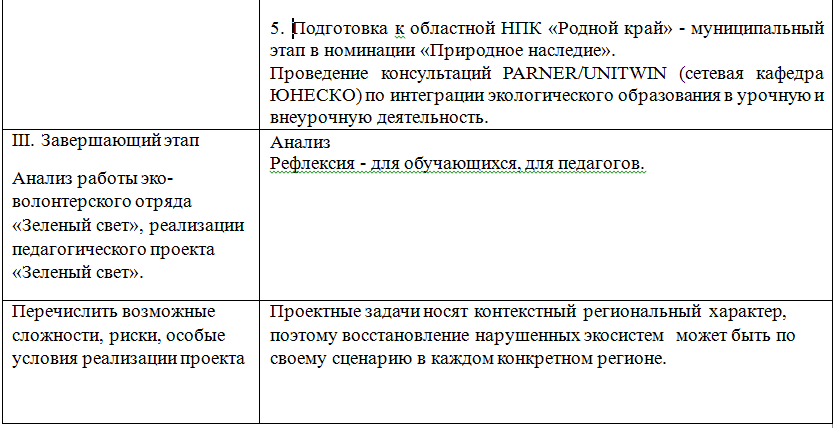 5. Подготовка к областной НПК «Родной край» - муниципальный
этап в номинации «Природное наследие».
Проведение консультаций PARNER/UNITWIN (сетевая кафедра
ЮНЕСКО) по интеграции экологического образования в урочную и
внеурочную деятельность.
III. Завершающий этап
Анализ работы эко-
волонтерского отряда
«Зеленый свет», реализации
педагогического проекта
«Зеленый свет».
Анализ
Рефлексия - для обучающихся, для педагогов.
Перечислить возможные
сложности, риски, особые
условия реализации проекта
Проектные задачи носят контекстный региональный характер,
поэтому восстановление нарушенных экосистем может быть по
своему сценарию в каждом конкретном регионе.